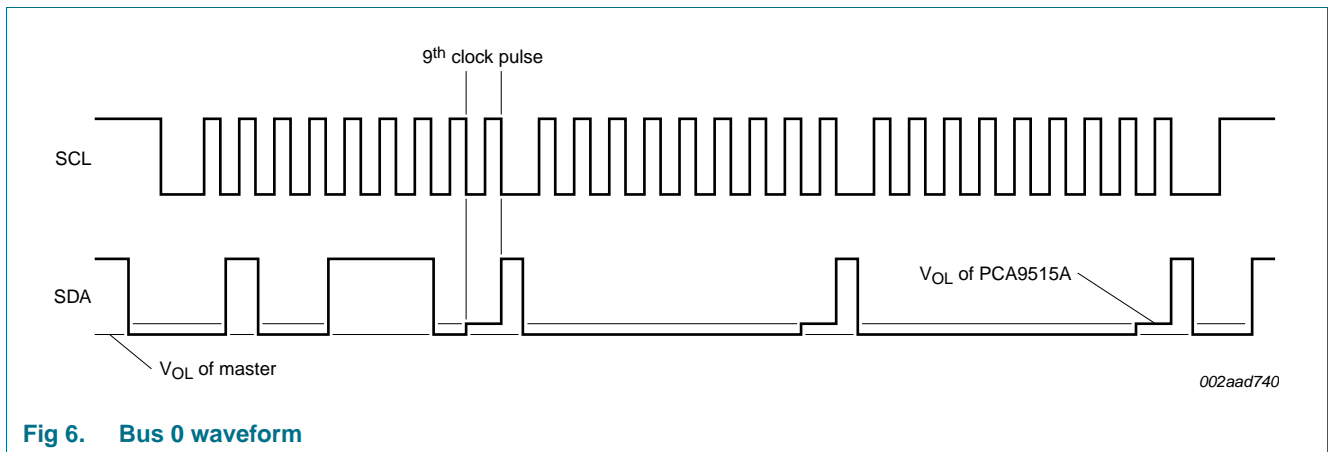 9th clock pulse
SCL
SDA
VOL of PCA9515A
VOL of master
002aad740
Fig 6. Bus 0 waveform